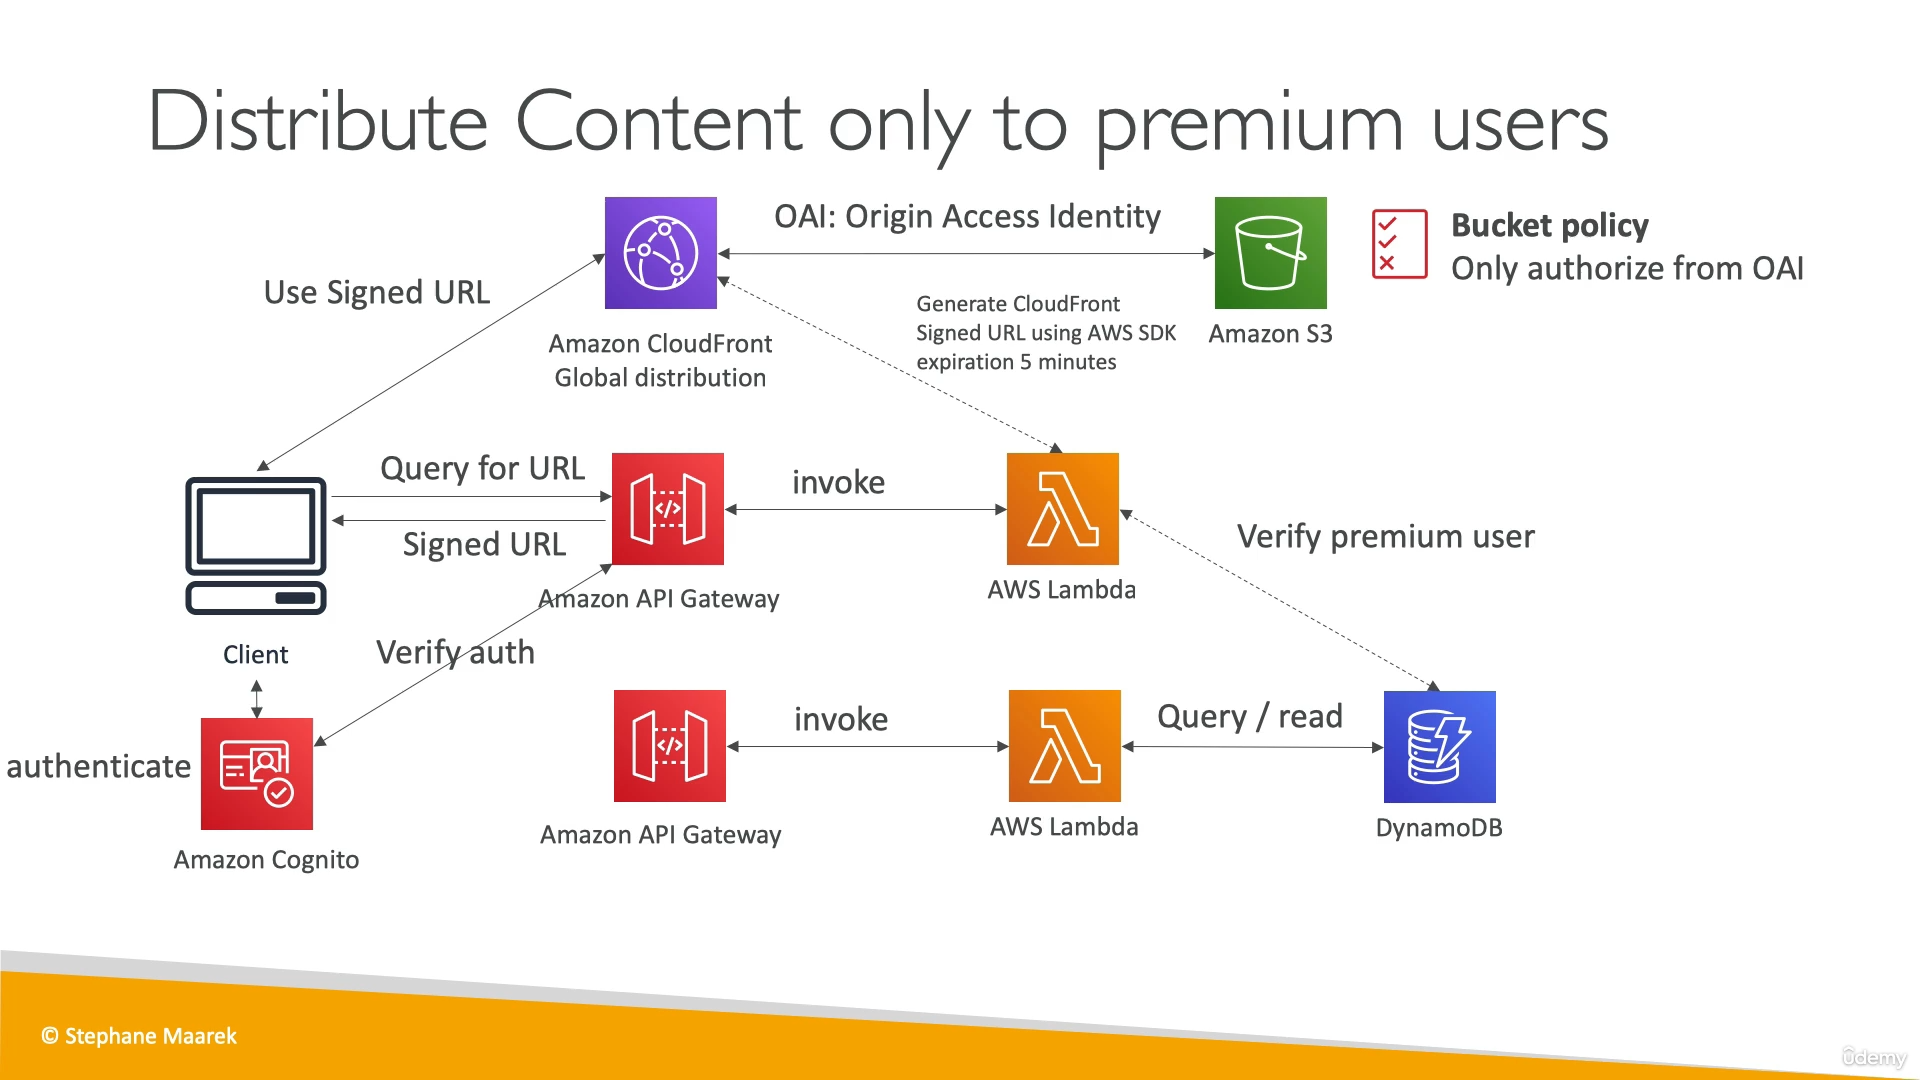 Distribute Content only to premium users
OAI: Origin Access Identity
Bucket policy
Only authorize from OAI
Use Signed URL
Generate CloudFront
Signed URL using AWS SDK
expiration 5 minutes
Amazon S3
Amazon CloudFront
Global distribution
Query for URL
invoke
Signed URL
Verify premium user
Amazon API Gateway
AWS Lambda
Client
Verify auth
invoke
Query / read
authenticate
Amazon API Gateway
AWS Lambda
DynamoDB
Amazon Cognito
© Stephane Maarek
ûdemy